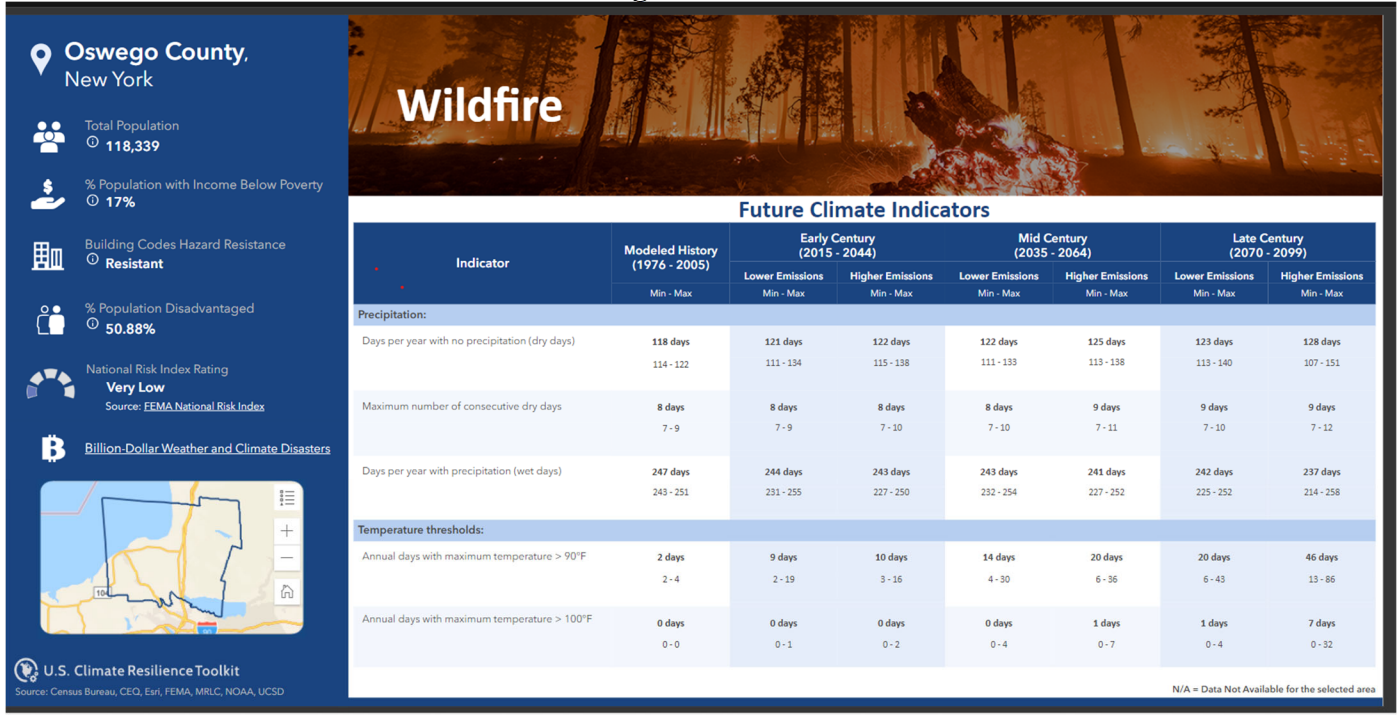 Oswego County,
New York
Total Population
118,339
% Population with Income Below Poverty
17%
Building Codes Hazard Resistance
Resistant
% Population Disadvantaged
50.88%
National Risk Index Rating
Very Low
Source: FEMA National Risk Index
Billion-Dollar Weather and Climate Disasters
104
90
U.S. Climate Resilience Toolkit
Source: Census Bureau, CEQ, Esri, FEMA, MRLC, NOAA, UCSD
Wildfire
Future Climate Indicators
Indicator Modeled History (1976 - 2005) Early Century (2015 - 2044) Mid Century (2035 - 2064) Late Century (2070 - 2099)
Lower Emissions Higher Emissions Lower Emissions Higher Emissions Lower Emissions Higher Emissions
Min - Max Min - Max Min - Max Min - Max Min - Max Min - Max Min - Max
Precipitation:
Days per year with no precipitation (dry days) 118 days 121 days 122 days 122 days 125 days 123 days 128 days
114 - 122 111 - 134 115 - 138 111 - 133 113 - 138 113 - 140 107 - 151
Maximum number of consecutive dry days 8 days 8 days 8 days 8 days 9 days 9 days 9 days
7 - 9 7 - 9 7 - 10 7 - 10 7 - 11 7 - 10 7 - 12
Days per year with precipitation (wet days) 247 days 244 days 243 days 243 days 241 days 242 days 237 days
243 - 251 231 - 255 227 - 250 232 - 254 227 - 252 225 - 252 214 - 258
Temperature thresholds:
Annual days with maximum temperature > 90°F 2 days 9 days 10 days 14 days 20 days 20 days 46 days
2 - 4 2 - 19 3 - 16 4 - 30 6 - 36 6 - 43 13 - 86
Annual days with maximum temperature > 100°F 0 days 0 days 0 days 0 days 1 days 1 days 7 days
0 - 0 0 - 1 0 - 2 0 - 4 0 - 7 0 - 4 0 - 32
N/A = Data Not Available for the selected area